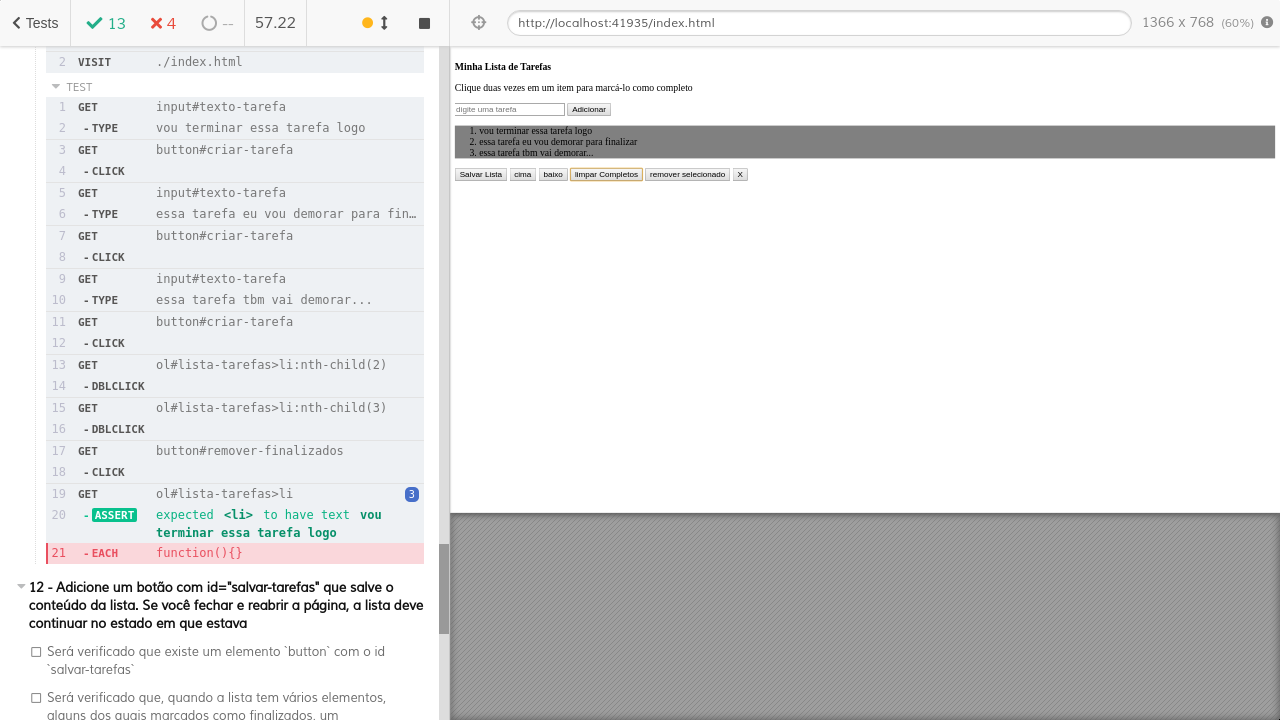 Tests
13
4
--
57.22
2 VISIT ./index.html
TEST
1 GET input#texto-tarefa
2 - TYPE vou terminar essa tarefa logo
3 GET button#criar-tarefa
4 - CLICK
5 GET input#texto-tarefa
6 - TYPE essa tarefa eu vou demorar para fin…
7 GET button#criar-tarefa
8 - CLICK
9 GET input#texto-tarefa
10 - TYPE essa tarefa tbm vai demorar...
11 GET button#criar-tarefa
12 - CLICK
13 GET ol#lista-tarefas>li:nth-child(2)
14 - DBLCLICK
15 GET ol#lista-tarefas>li:nth-child(3)
16 - DBLCLICK
17 GET button#remover-finalizados
18 - CLICK
19 GET ol#lista-tarefas>li 3
20 - ASSERT expected <li> to have text vou
terminar essa tarefa logo
21 - EACH function(){}
12 - Adicione um botão com id="salvar-tarefas" que salve o
conteúdo da lista. Se você fechar e reabrir a página, a lista deve
continuar no estado em que estava
Será verificado que existe um elemento `button` com o id
`salvar-tarefas`
Será verificado que, quando a lista tem vários elementos,
alguns dos quais marcados como finalizados, um
http://localhost:41935/index.html
1366 x 768 (60%)
Minha Lista de Tarefas
Clique duas vezes em um item para marcá-lo como completo
digite uma tarefa Adicionar
1. vou terminar essa tarefa logo
2. essa tarefa eu vou demorar para finalizar
3. essa tarefa tbm vai demorar...
Salvar Lista cima baixo limpar Completos remover selecionado X